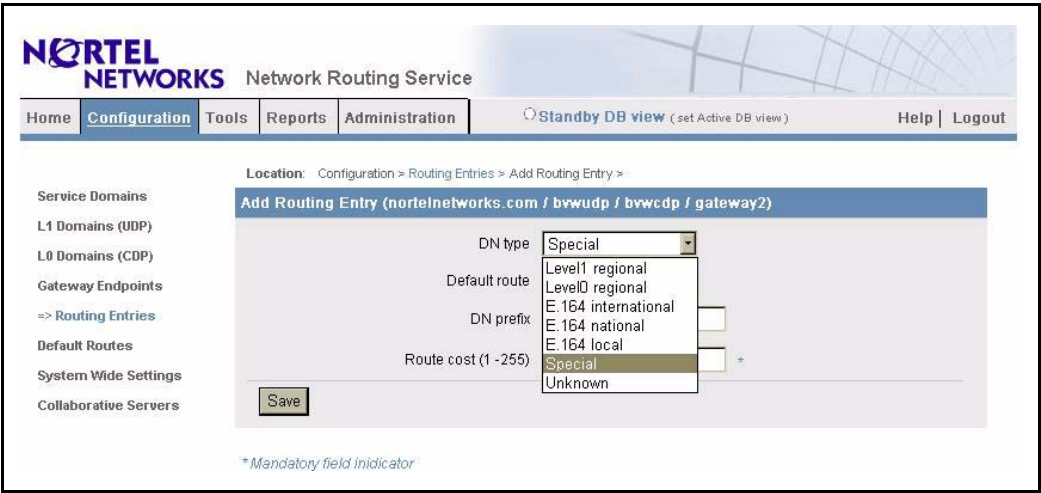 NORTEL
NETWORKS Network Routing Service
Home Configuration Tools Reports Administration Standby DB view ( set Active DB view ) Help | Logout
Location: Configuration > Routing Entries > Add Routing Entry >
Service Domains
L1 Domains (UDP)
L0 Domains (CDP)
Gateway Endpoints
=> Routing Entries
Default Routes
System Wide Settings
Collaborative Servers
Add Routing Entry (nortelnetworks.com / bvwudp / bvwcdp / gateway2)
DN type Special
Level1 regional
Level0 regional
E.164 international
E.164 national
E.164 local
Special
Unknown
Default route
DN prefix
Route cost (1 -255) *
Save
* Mandatory field inidicator